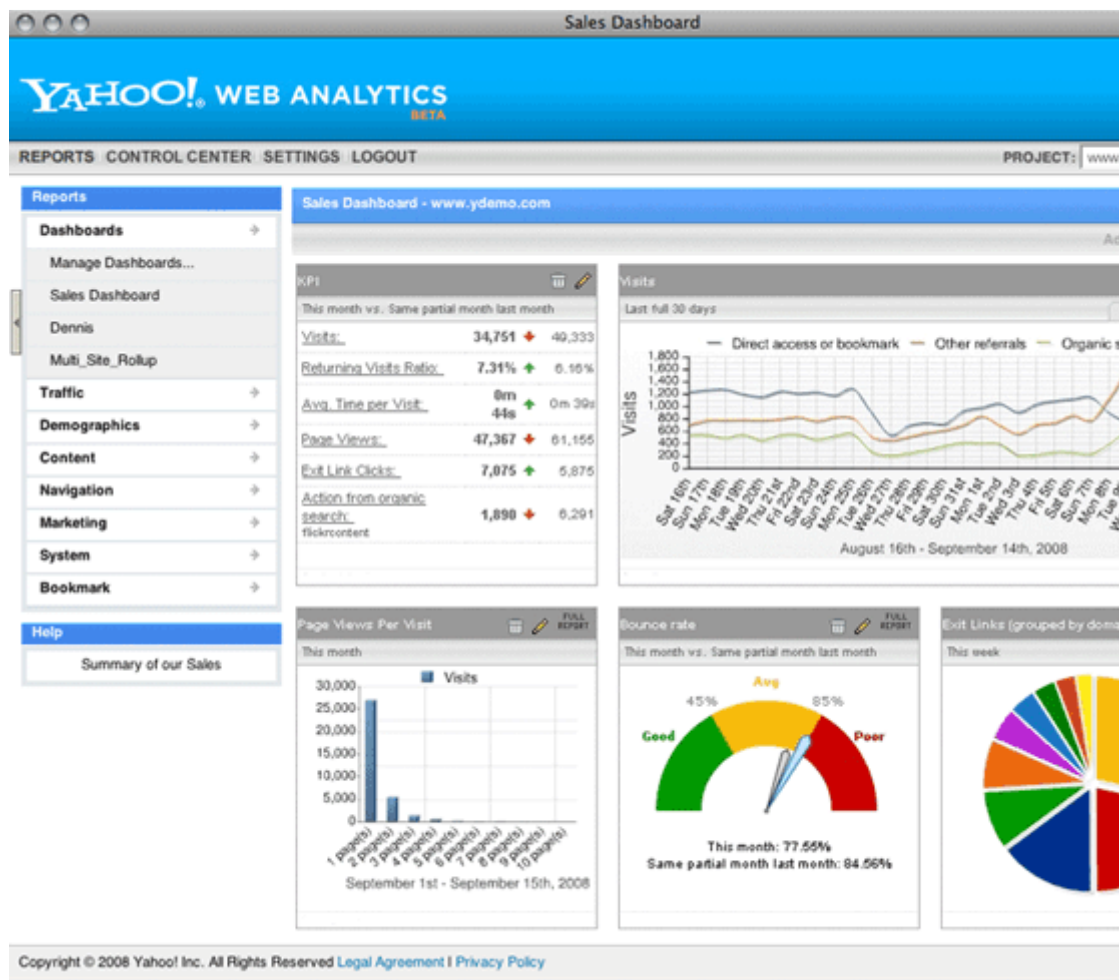 Sales Dashboard
YAHOO! WEB ANALYTICS
BETA
REPORTS CONTROL CENTER SETTINGS LOGOUT
PROJECT: www
Reports
Dashboards
Manage Dashboards...
Sales Dashboard
Dennis
Multi_Site_Rollup
Traffic
Demographics
Content
Navigation
Marketing
System
Bookmark
Help
Summary of our Sales
Sales Dashboard - www.ydemo.com
KPI
This month vs. Same partial month last month
Visits: 34,751 49,333
Returning Visits Ratio: 7.31% 6.16%
Avg. Time per Visit: 0m 44s 0m 39s
Page Views: 47,367 61,155
Exit Link Clicks: 7,075 5,875
Action from organic search: 1,890 6,291
flickrcontent
Visits
Last full 30 days
Direct access or bookmark Other referrals Organic s
Visits
1,800
1,600
1,400
1,200
1,000
800
600
400
200
0
Sat 16th Sun 17th Mon 18th Tue 19th Wed 20th Thu 21st Fri 22nd Sat 23rd Sun 24th Mon 25th Tue 26th Wed 27th Thu 28th Fri 29th Sat 30th Sun 31st Mon 1st Tue 2nd Wed 3rd Thu 4th Fri 5th Sat 6th Sun 7th Mon 8th
August 16th - September 14th, 2008
Page Views Per Visit
FULL REPORT
This month
Visits
30,000
25,000
20,000
15,000
10,000
5,000
0
1 page(s) 2 page(s) 3 page(s) 4 page(s) 5 page(s) 6 page(s) 7 page(s) 8 page(s) 9 page(s) 10 page(s)
September 1st - September 15th, 2008
Bounce rate
FULL REPORT
This month vs. Same partial month last month
Avg
45% 85%
Good Poor
This month: 77.55%
Same partial month last month: 84.56%
Exit Links (grouped by doma
This week
Copyright © 2008 Yahoo! Inc. All Rights Reserved Legal Agreement | Privacy Policy